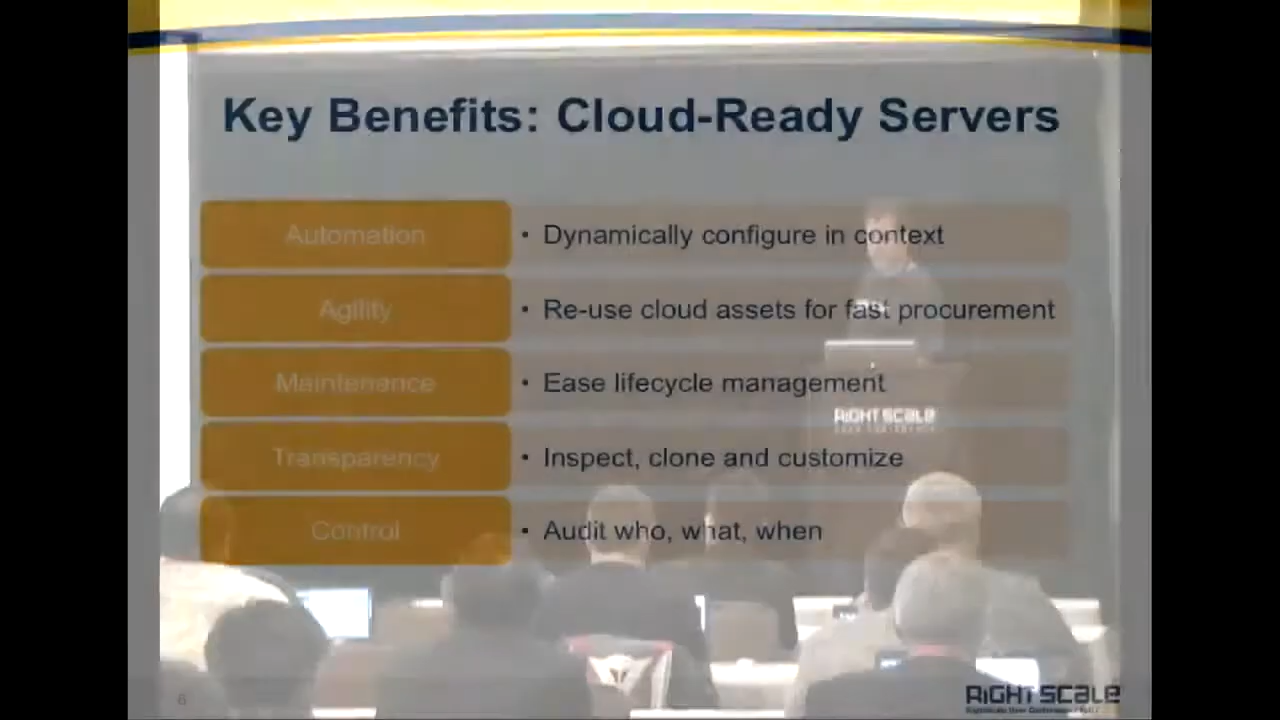 Key Benefits: Cloud-Ready Servers
Automation
• Dynamically configure in context
Agility
• Re-use cloud assets for fast procurement
Maintenance
• Ease lifecycle management
Transparency
• Inspect, clone and customize
Control
• Audit who, what, when
RIGHTSCALE
6
RIGHTSCALE